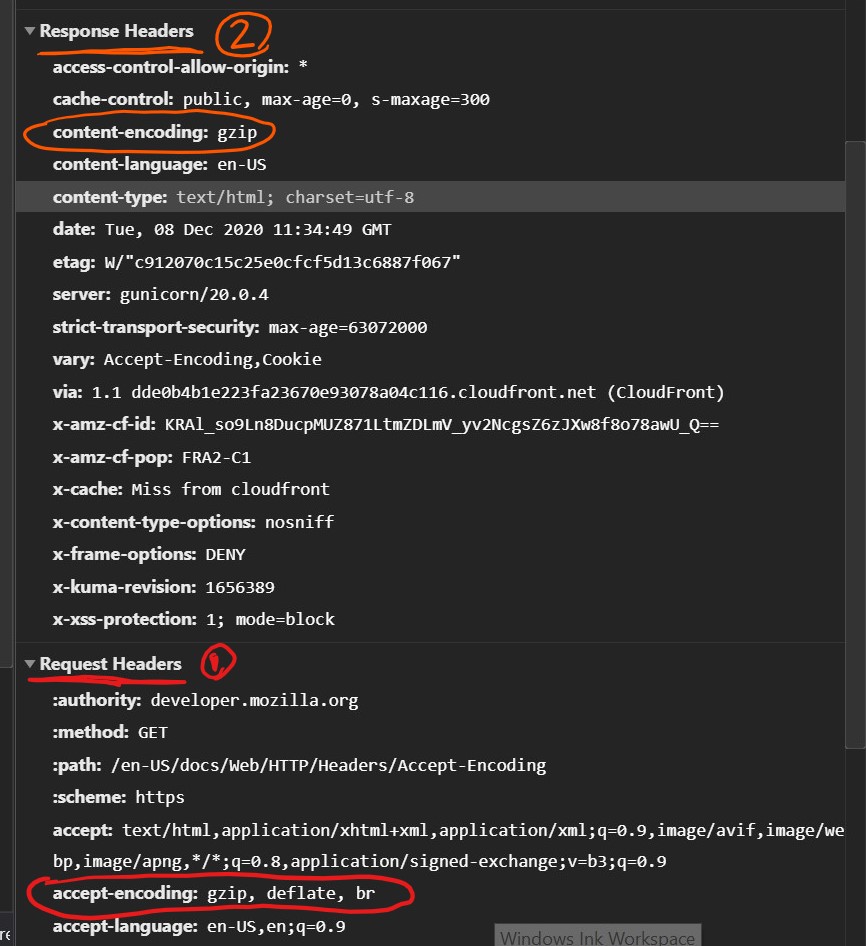 Response Headers 2
access-control-allow-origin: *
cache-control: public, max-age=0, s-maxage=300
content-encoding: gzip
content-language: en-US
content-type: text/html; charset=utf-8
date: Tue, 08 Dec 2020 11:34:49 GMT
etag: W/"c912070c15c25e0cfcf5d13c6887f067"
server: gunicorn/20.0.4
strict-transport-security: max-age=63072000
vary: Accept-Encoding,Cookie
via: 1.1 dde0b4b1e223fa23670e93078a04c116.cloudfront.net (CloudFront)
x-amz-cf-id: KRAl_so9Ln8DucpMUZ871LtmZDLmV_yv2NcgsZ6zJXw8f8o78awU_Q==
x-amz-cf-pop: FRA2-C1
x-cache: Miss from cloudfront
x-content-type-options: nosniff
x-frame-options: DENY
x-kuma-revision: 1656389
x-xss-protection: 1; mode=block
Request Headers 1
:authority: developer.mozilla.org
:method: GET
:path: /en-US/docs/Web/HTTP/Headers/Accept-Encoding
:scheme: https
accept: text/html,application/xhtml+xml,application/xml;q=0.9,image/avif,image/we
bp,image/apng,*/*;q=0.8,application/signed-exchange;v=b3;q=0.9
accept-encoding: gzip, deflate, br
accept-language: en-US,en;q=0.9
Windows Ink Workspace